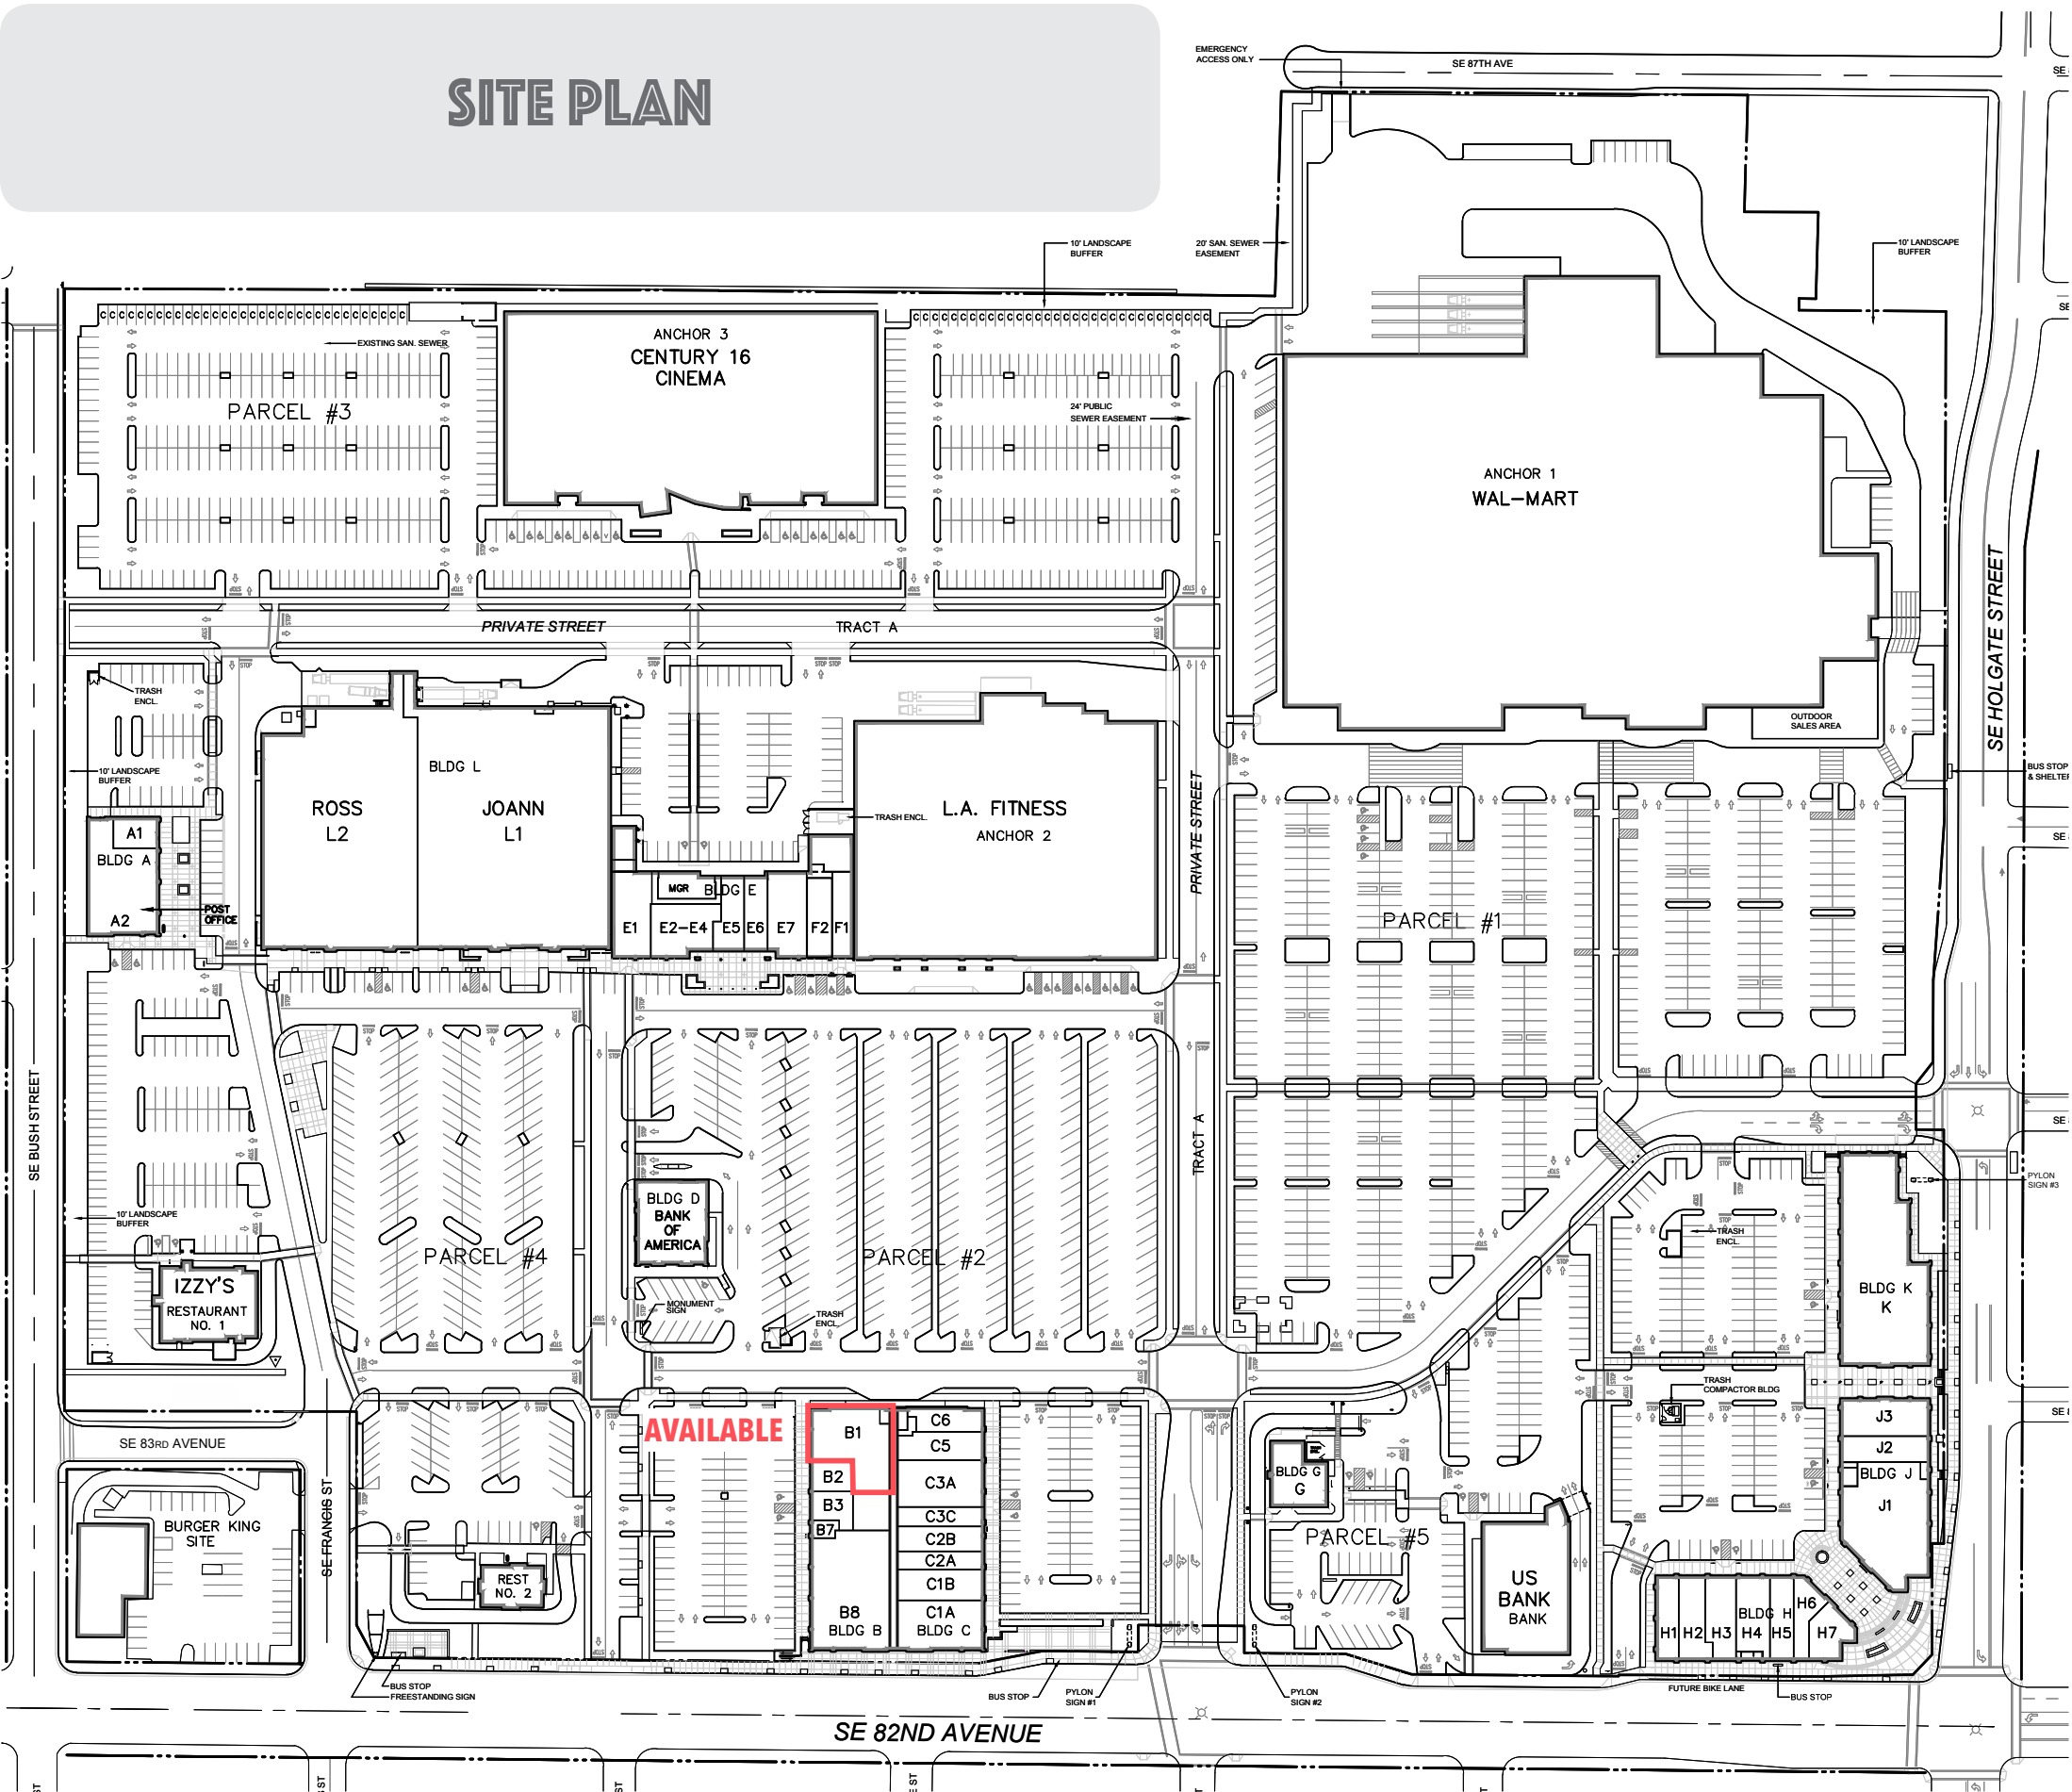 SITE PLAN
EMERGENCY
ACCESS ONLY
SE 87TH AVE
SE
10' LANDSCAPE
BUFFER
20' SAN. SEWER
EASEMENT
10' LANDSCAPE
BUFFER
EXISTING SAN. SEWER
PARCEL #3
ANCHOR 3
CENTURY 16
CINEMA
24' PUBLIC
SEWER EASEMENT
ANCHOR 1
WAL-MART
SE HOLGATE STREET
PRIVATE STREET
TRACT A
TRASH
ENCL.
10' LANDSCAPE
BUFFER
OUTDOOR
SALES AREA
BUS STOP
& SHELTER
BLDG L
ROSS
L2
JOANN
L1
L.A. FITNESS
ANCHOR 2
TRASH ENCL.
PRIVATE STREET
A1
BLDG A
A2
POST
OFFICE
MGR
BLDG E
E1
E2-E4
E5
E6
E7
F2
F1
PARCEL #1
SE BUSH STREET
TRACT A
SE
PYLON
SIGN #3
BLDG D
BANK
OF
AMERICA
PARCEL #4
PARCEL #2
10' LANDSCAPE
BUFFER
IZZY'S
RESTAURANT
NO. 1
MONUMENT
SIGN
TRASH
ENCL.
TRASH
ENCL.
BLDG K
K
TRASH
COMPACTOR BLDG
SE 83RD AVENUE
SE FRANCIS ST
AVAILABLE
B1
B2
B3
B7
B8
BLDG B
C6
C5
C3A
C3C
C2B
C2A
C1B
C1A
BLDG C
BLDG G
G
PARCEL #5
J3
J2
BLDG J
J1
BURGER KING
SITE
REST
NO. 2
US
BANK
BANK
BLDG H
H1
H2
H3
H4
H5
H6
H7
BUS STOP
FREESTANDING SIGN
BUS STOP
PYLON
SIGN #1
PYLON
SIGN #2
FUTURE BIKE LANE
BUS STOP
SE 82ND AVENUE